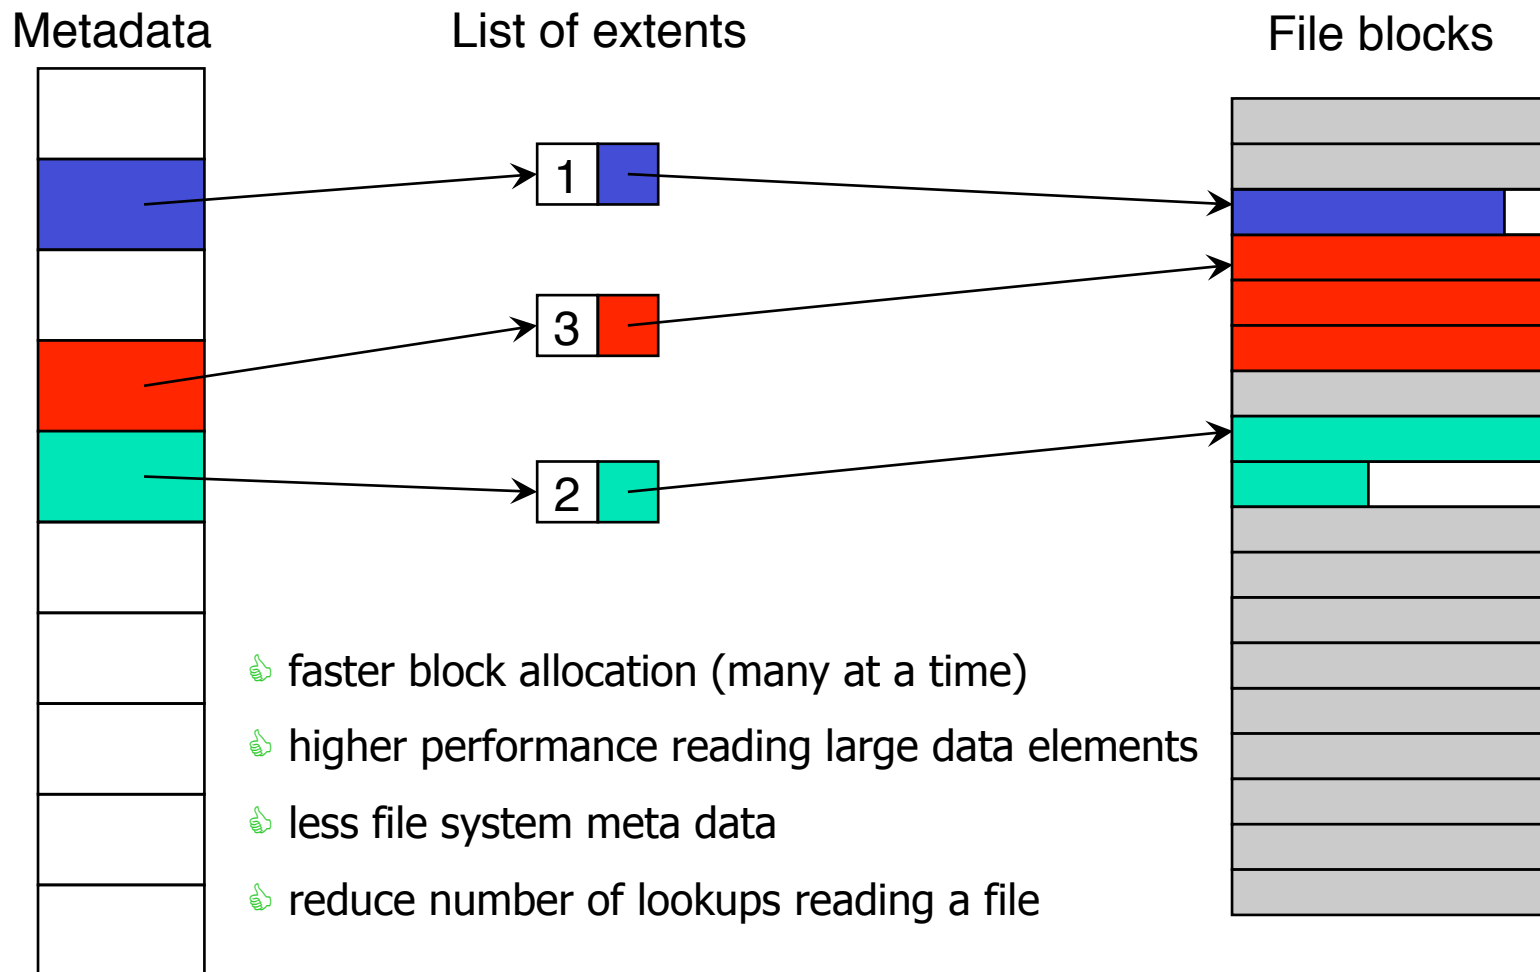 Metadata
List of extents
File blocks
1
3
2
faster block allocation (many at a time)
higher performance reading large data elements
less file system meta data
reduce number of lookups reading a file